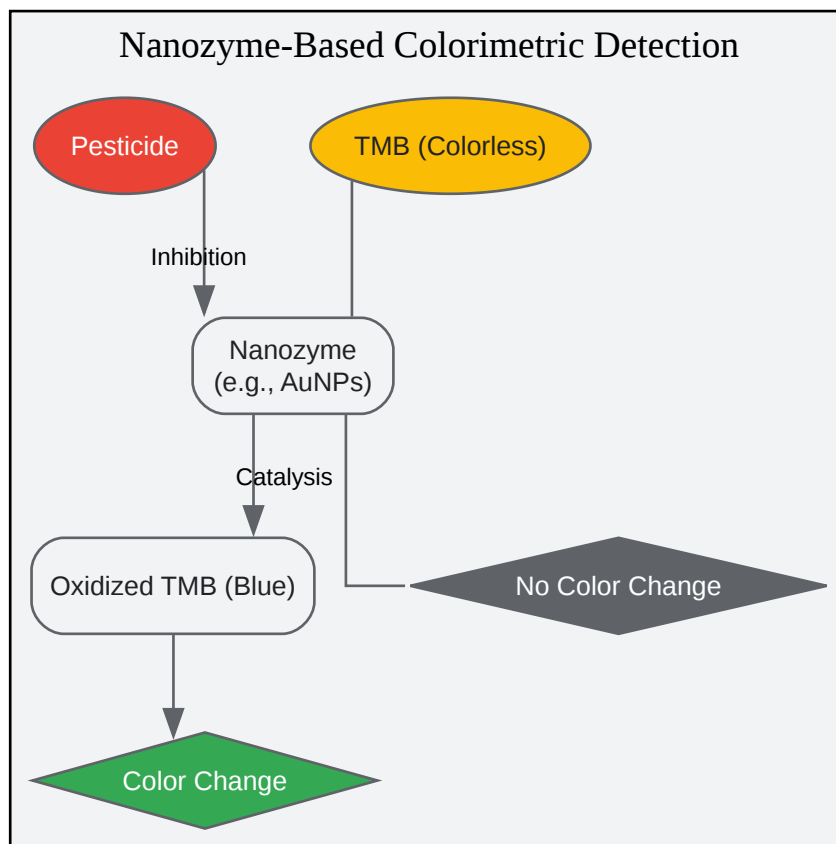 Nanozyme-Based Colorimetric Detection
Pesticide
TMB (Colorless)
Inhibition
Nanozyme
(e.g., AuNPs)
Catalysis
Oxidized TMB (Blue)
No Color Change
Color Change